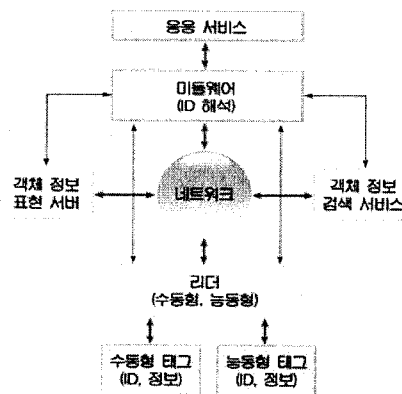 응용 서비스
미들웨어
(ID 해석)
객체 정보
표현 서버
네트워크
객체 정보
검색 서비스
리더
(수동형, 능동형)
수동형 태그
(ID, 정보)
능동형 태그
(ID, 정보)